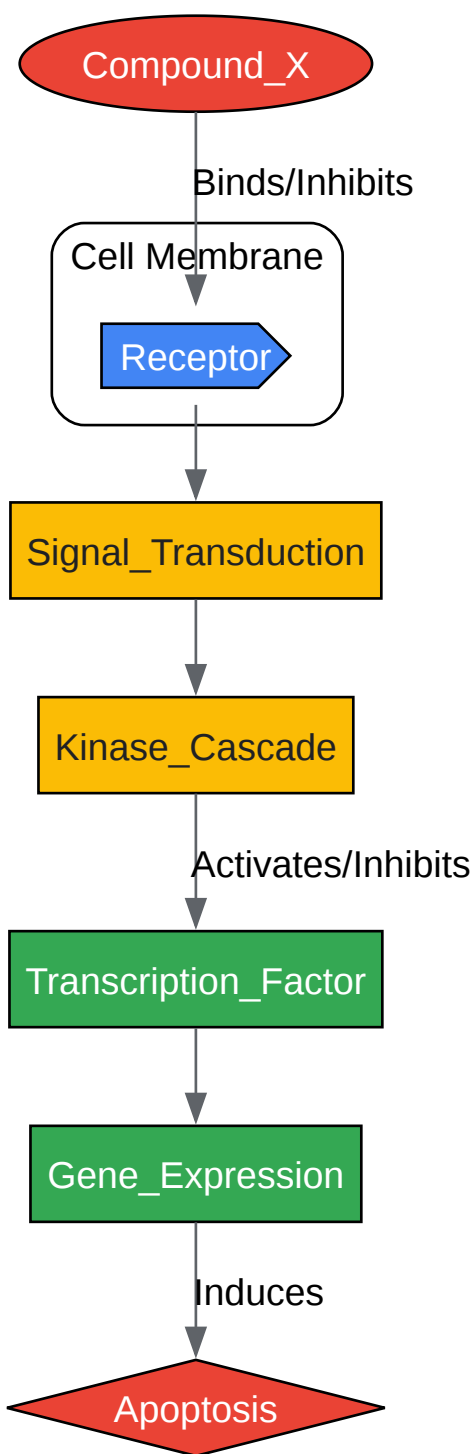 Compound_X
Binds/Inhibits
Cell Membrane
Receptor
Signal_Transduction
Kinase_Cascade
Activates/Inhibits
Transcription_Factor
Gene_Expression
Induces
Apoptosis